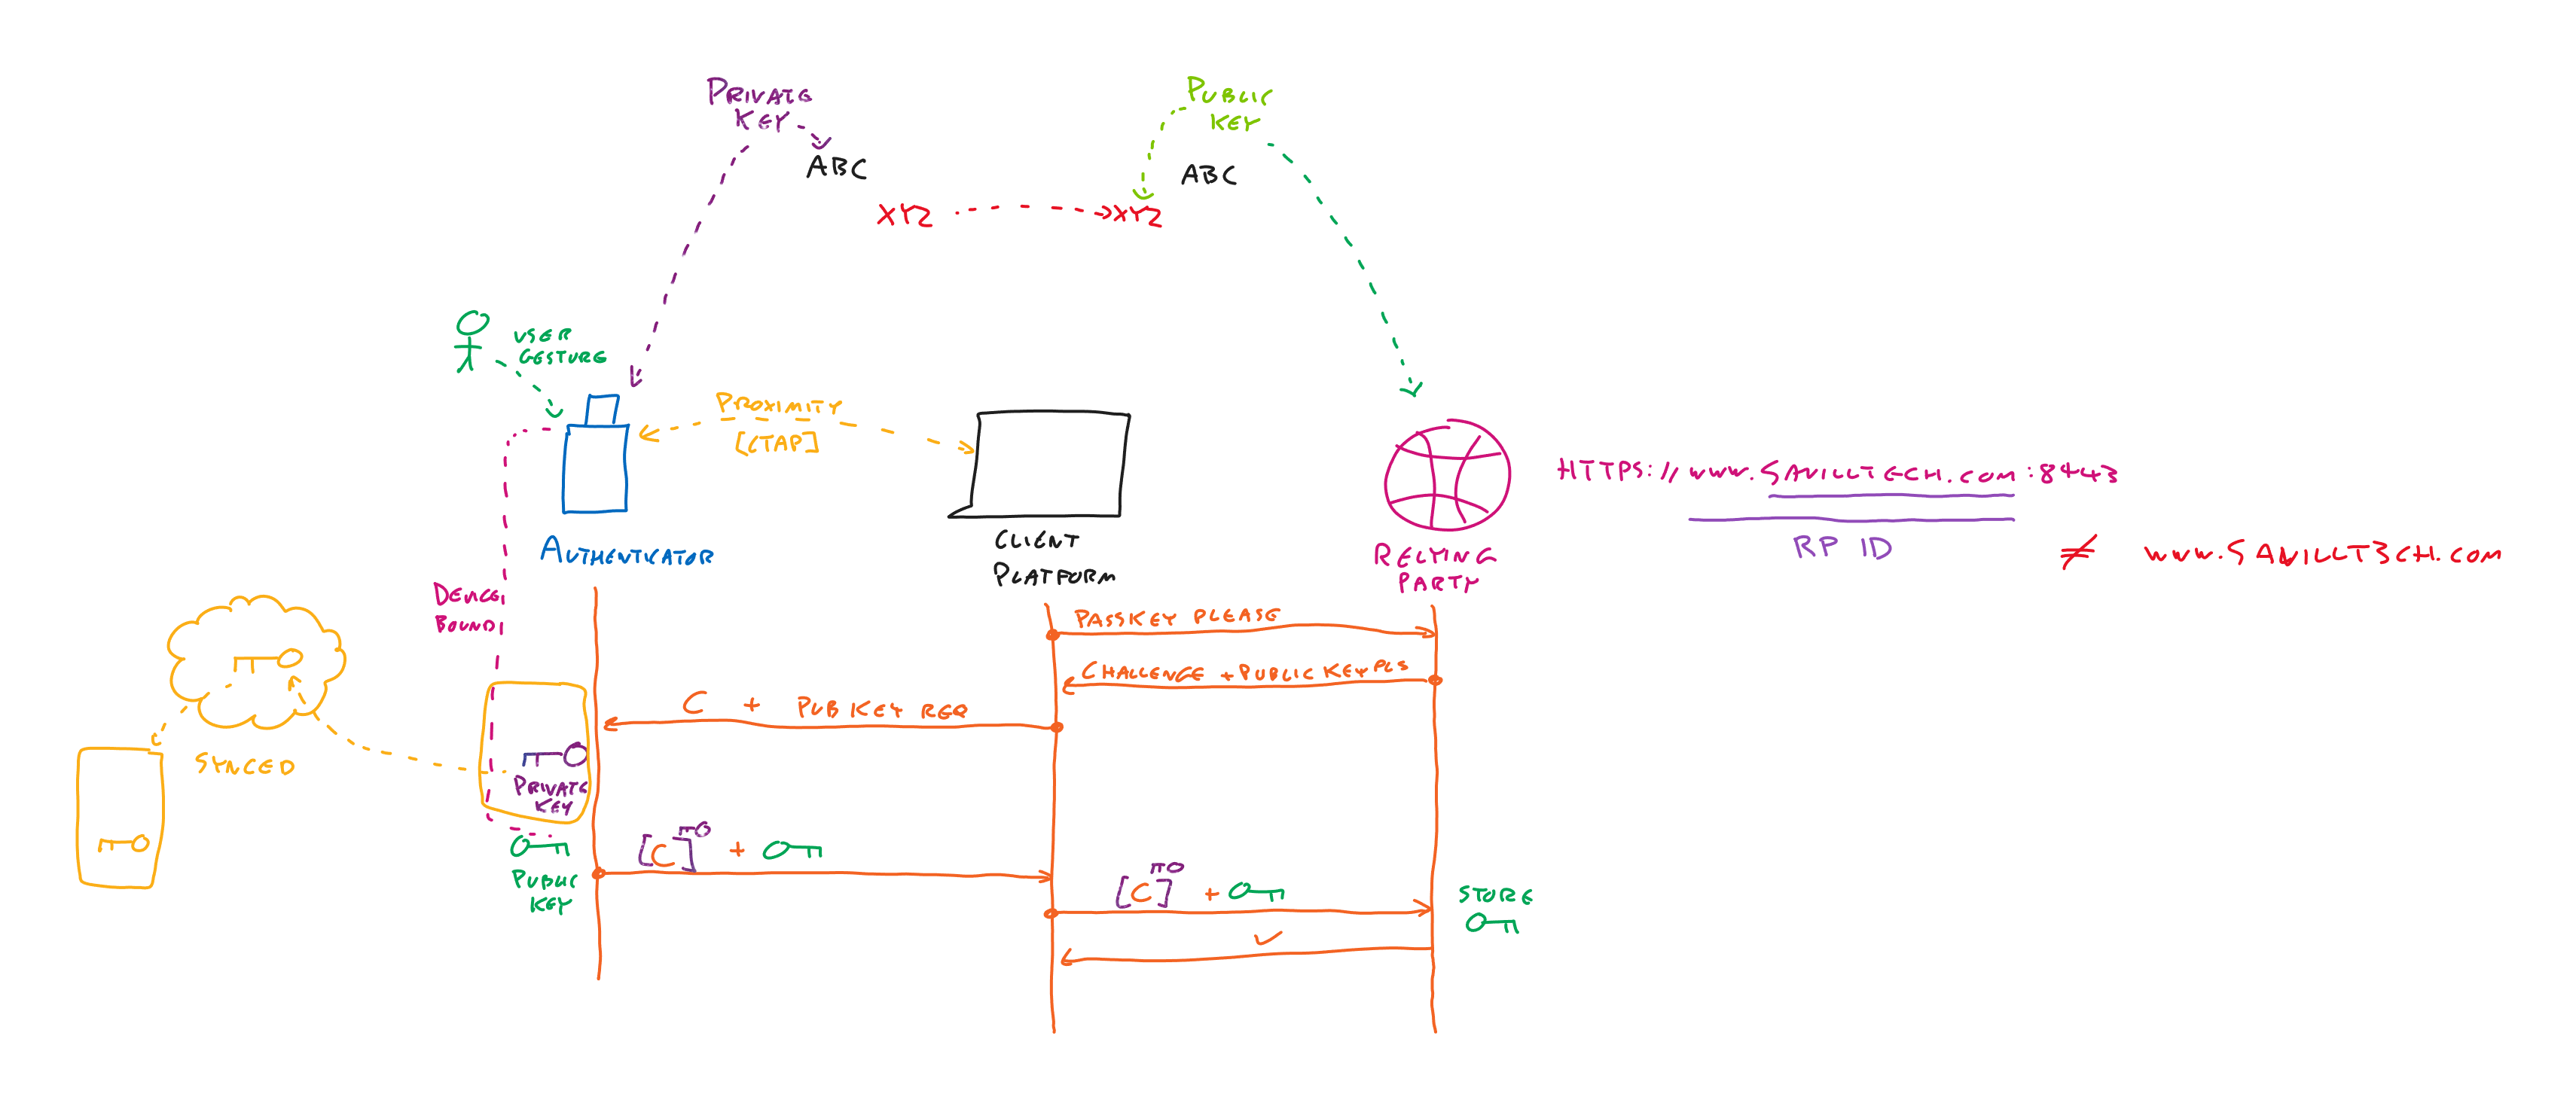 PRIVATE
KEY
ABC
PUBLIC
KEY
ABC
XYZ
XYZ
USER
GESTURE
PROXIMITY
[CTAP]
HTTPS://WWW.SAVILLTECH.COM:8443
RP ID
≠ WWW.SAVILLT3CH.COM
AUTHENTICATOR
CLIENT
PLATFORM
RELYING
PARTY
DEVICE
BOUND
PASSKEY PLEASE
CHALLENGE + PUBLIC KEY PLS
C + PUB KEY REQ
SYNCED
PRIVATE
KEY
[C] +
PUBLIC
KEY
[C] +
STORE